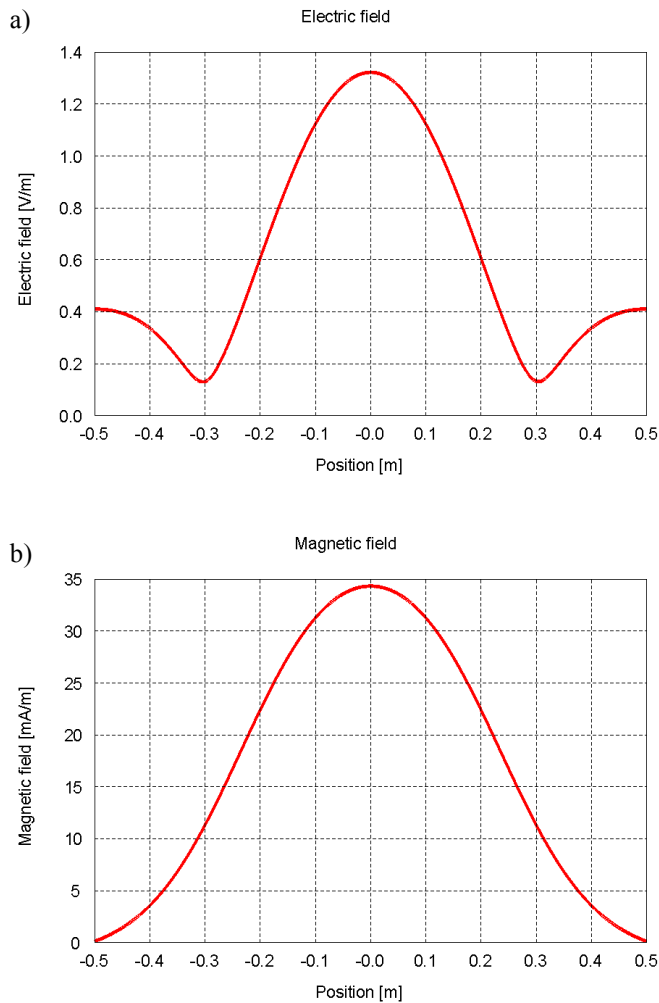 a)
Electric field
1.4
1.2
1.0
0.8
0.6
0.4
0.2
0.0
Electric field [V/m]
-0.5 -0.4 -0.3 -0.2 -0.1 -0.0 0.1 0.2 0.3 0.4 0.5
Position [m]
b)
Magnetic field
35
30
25
20
15
10
5
0
Magnetic field [mA/m]
-0.5 -0.4 -0.3 -0.2 -0.1 -0.0 0.1 0.2 0.3 0.4 0.5
Position [m]